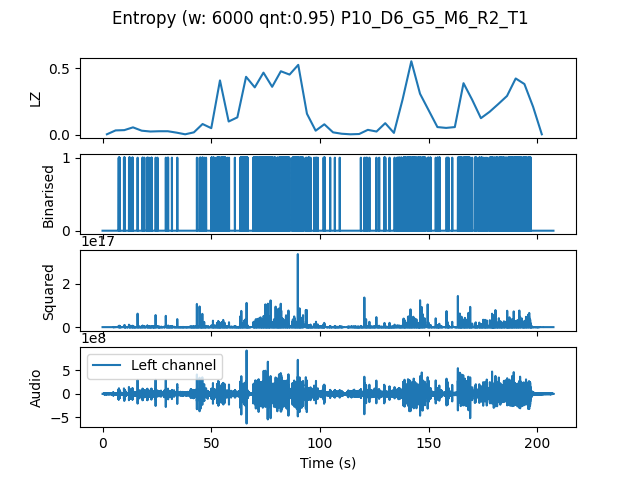 Entropy (w: 6000 qnt:0.95) P10_D6_G5_M6_R2_T1
0.5
LZ
0.0
1
Binarised
0
1e17
2
Squared
0
1e8
Left channel
5
Audio
0
−5
0 50 100 150 200
Time (s)